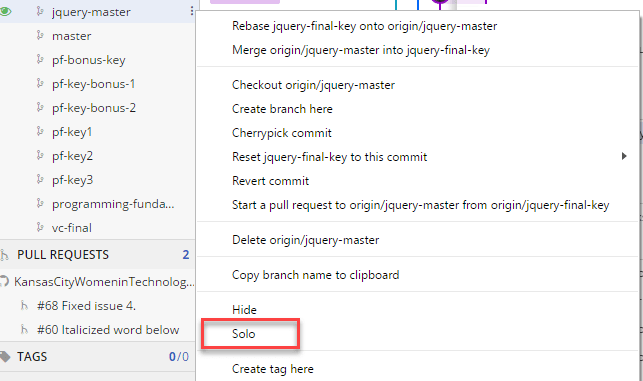 jquery-master
master
pf-bonus-key
pf-key-bonus-1
pf-key-bonus-2
pf-key1
pf-key2
pf-key3
programming-funda...
vc-final
PULL REQUESTS 2
KansasCityWomeninTechnolog...
#68 Fixed issue 4.
#60 Italicized word below
TAGS 0/0
Rebase jquery-final-key onto origin/jquery-master
Merge origin/jquery-master into jquery-final-key
Checkout origin/jquery-master
Create branch here
Cherrypick commit
Reset jquery-final-key to this commit
Revert commit
Start a pull request to origin/jquery-master from origin/jquery-final-key
Delete origin/jquery-master
Copy branch name to clipboard
Hide
Solo
Create tag here